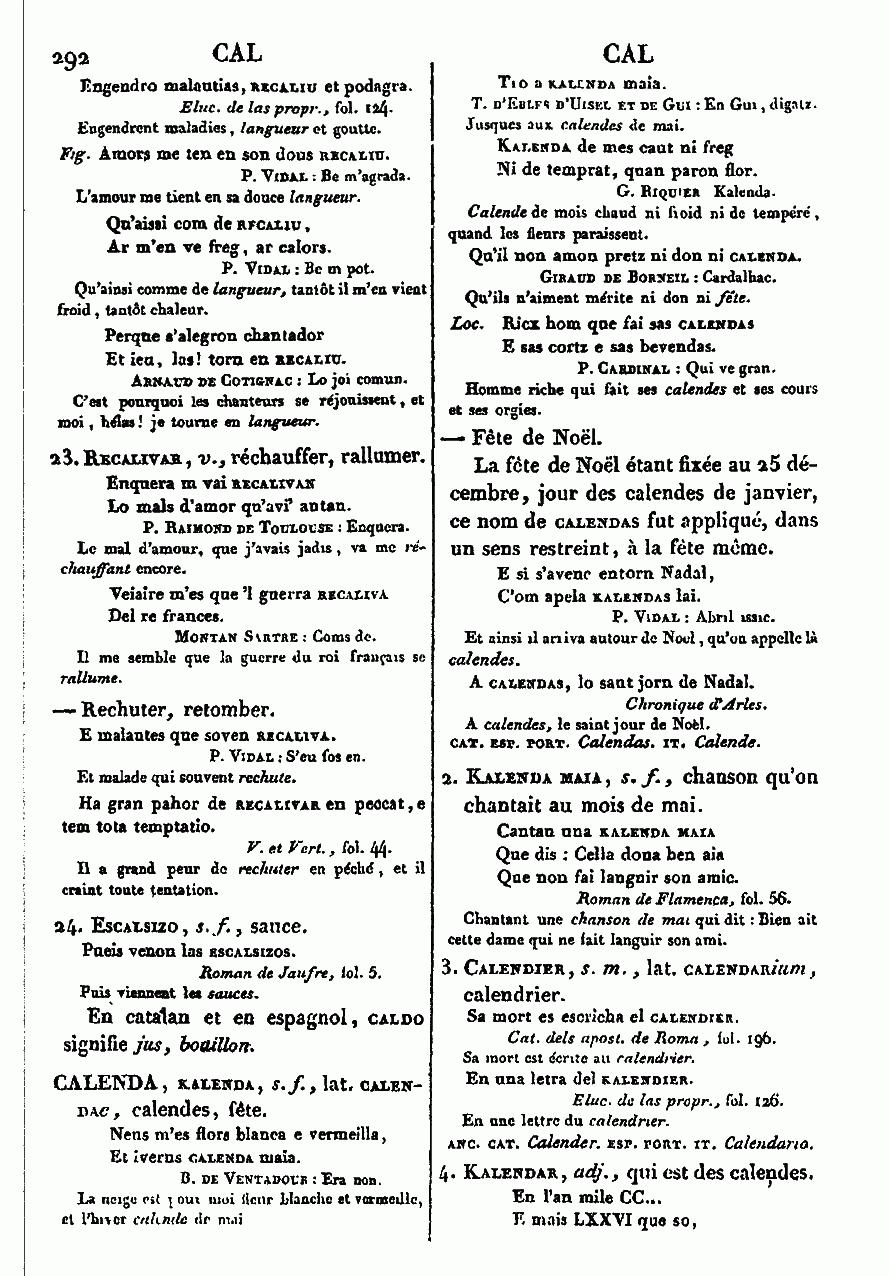 292 CAL CAL
Engendro malautias, RECALIU et podagra.
Eluc. de las propr., fol. 124.
Engendrent maladies, langueur et goutte.
Fig. Amors me ten en son dous RECALIU.
P. VIDAL : Be m'agrada.
L'amour me tient en sa douce langueur.
Qu'aissi com de RECALIU,
Ar m'en ve freg, ar calors.
P. VIDAL : Be m pot.
Qu'ainsi comme de langueur, tantôt il m'en vient
froid, tantôt chaleur.
Perque s'alegron chantador
Et ieu, las! torn en RECALIU.
ARNAUD DE COTIGNAC : Lo joi comun.
C'est pourquoi les chanteurs se réjouissent, et
moi, hélas! je tourne en langueur.
23. RECALIVAR, v., réchauffer, rallumer.
Enquera m vai RECALIVAN
Lo mals d'amor qu'avi' antan.
P. RAIMOND DE TOULOUSE : Enquera.
Le mal d'amour, que j'avais jadis, va me ré-
chauffant encore.
Veiaire m'es que 'l guerra RECALIVA
Del re frances.
MONTAN SARTRE : Coms de.
Il me semble que la guerre du roi français se
rallume.
— Rechuter, retomber.
E malautes que soven RECALIVA.
P. VIDAL : S'eu fos en.
Et malade qui souvent rechute.
Ha gran pahor de RECALIVAR en peccat, e
tem tota temptatio.
V. et Vert., fol. 44.
Il a grand peur de rechuter en péché, et il
craint toute tentation.
24. ESCALSIZO, s. f., sauce.
Pueis venon las ESCALSIZOS.
Roman de Jaufre, fol. 5.
Puis viennent les sauces.
En catalan et en espagnol, CALDO
signifie jus, bouillon.
CALENDA, KALENDA, s. f., lat. CALEN-
DAE, calendes, fête.
Neus m'es flors blanca e vermeilla,
Et iverns CALENDA maia.
B. DE VENTADOUR : Era non.
La neige est pour moi fleur blanche et vermeille,
et l'hiver calende de mai
Tio a KALENDA maia.
T. D'EBLES D'UISEL ET DE GUI : En Gui, digatz.
Jusques aux calendes de mai.
KALENDA de mes caut ni freg
Ni de temprat, quan paron flor.
G. RIQUIER Kalenda.
Calende de mois chaud ni froid ni de tempéré,
quand les fleurs paraissent.
Qu'il non amon pretz ni don ni CALENDA.
GIRAUD DE BORNEIL : Cardalhac.
Qu'ils n'aiment mérite ni don ni fête.
Loc. Ricx hom que fai sas CALENDAS
E sas cortz e sas bevendas.
P. CARDINAL : Qui ve gran.
Homme riche qui fait ses calendes et ses cours
et ses orgies.
— Fête de Noël.
La fête de Noël étant fixée au 25 dé-
cembre, jour des calendes de janvier,
ce nom de CALENDAS fut appliqué, dans
un sens restreint, à la fête même.
E si s'avenc entorn Nadal,
C'om apela KALENDAS lai.
P. VIDAL : Abril issic.
Et ainsi il arriva autour de Noel, qu'on appelle là
calendes.
A CALENDAS, lo sant jorn de Nadal.
Chronique d'Arles.
A calendes, le saint jour de Noël.
CAT. ESP. PORT. Calendas. IT. Calende.
2. KALENDA MAIA, s. f., chanson qu'on
chantait au mois de mai.
Cantan una KALENDA MAIA
Que dis : Cella dona ben aia
Que non fai languir son amic.
Roman de Flamenca, fol. 56.
Chantant une chanson de mai qui dit : Bien ait
cette dame qui ne fait languir son ami.
3. CALENDIER, s. m., lat. CALENDARium,
calendrier.
Sa mort es escricha el CALENDIER.
Cat. dels apost. de Roma, fol. 196.
Sa mort est écrite au calendrier.
En una letra del KALENDIER.
Eluc. de las propr., fol. 126.
En une lettre du calendrier.
ANC. CAT. Calender. ESP. PORT. IT. Calendario.
4. KALENDAR, adj., qui est des calendes.
En l'an mile CC...
E mais LXXVI que so,